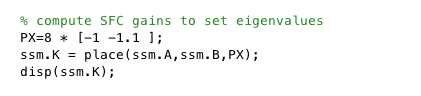 % compute SFC gains to set eigenvalues
PX=8 * [-1 -1.1 ];
ssm.K = place(ssm.A,ssm.B,PX);
disp(ssm.K);